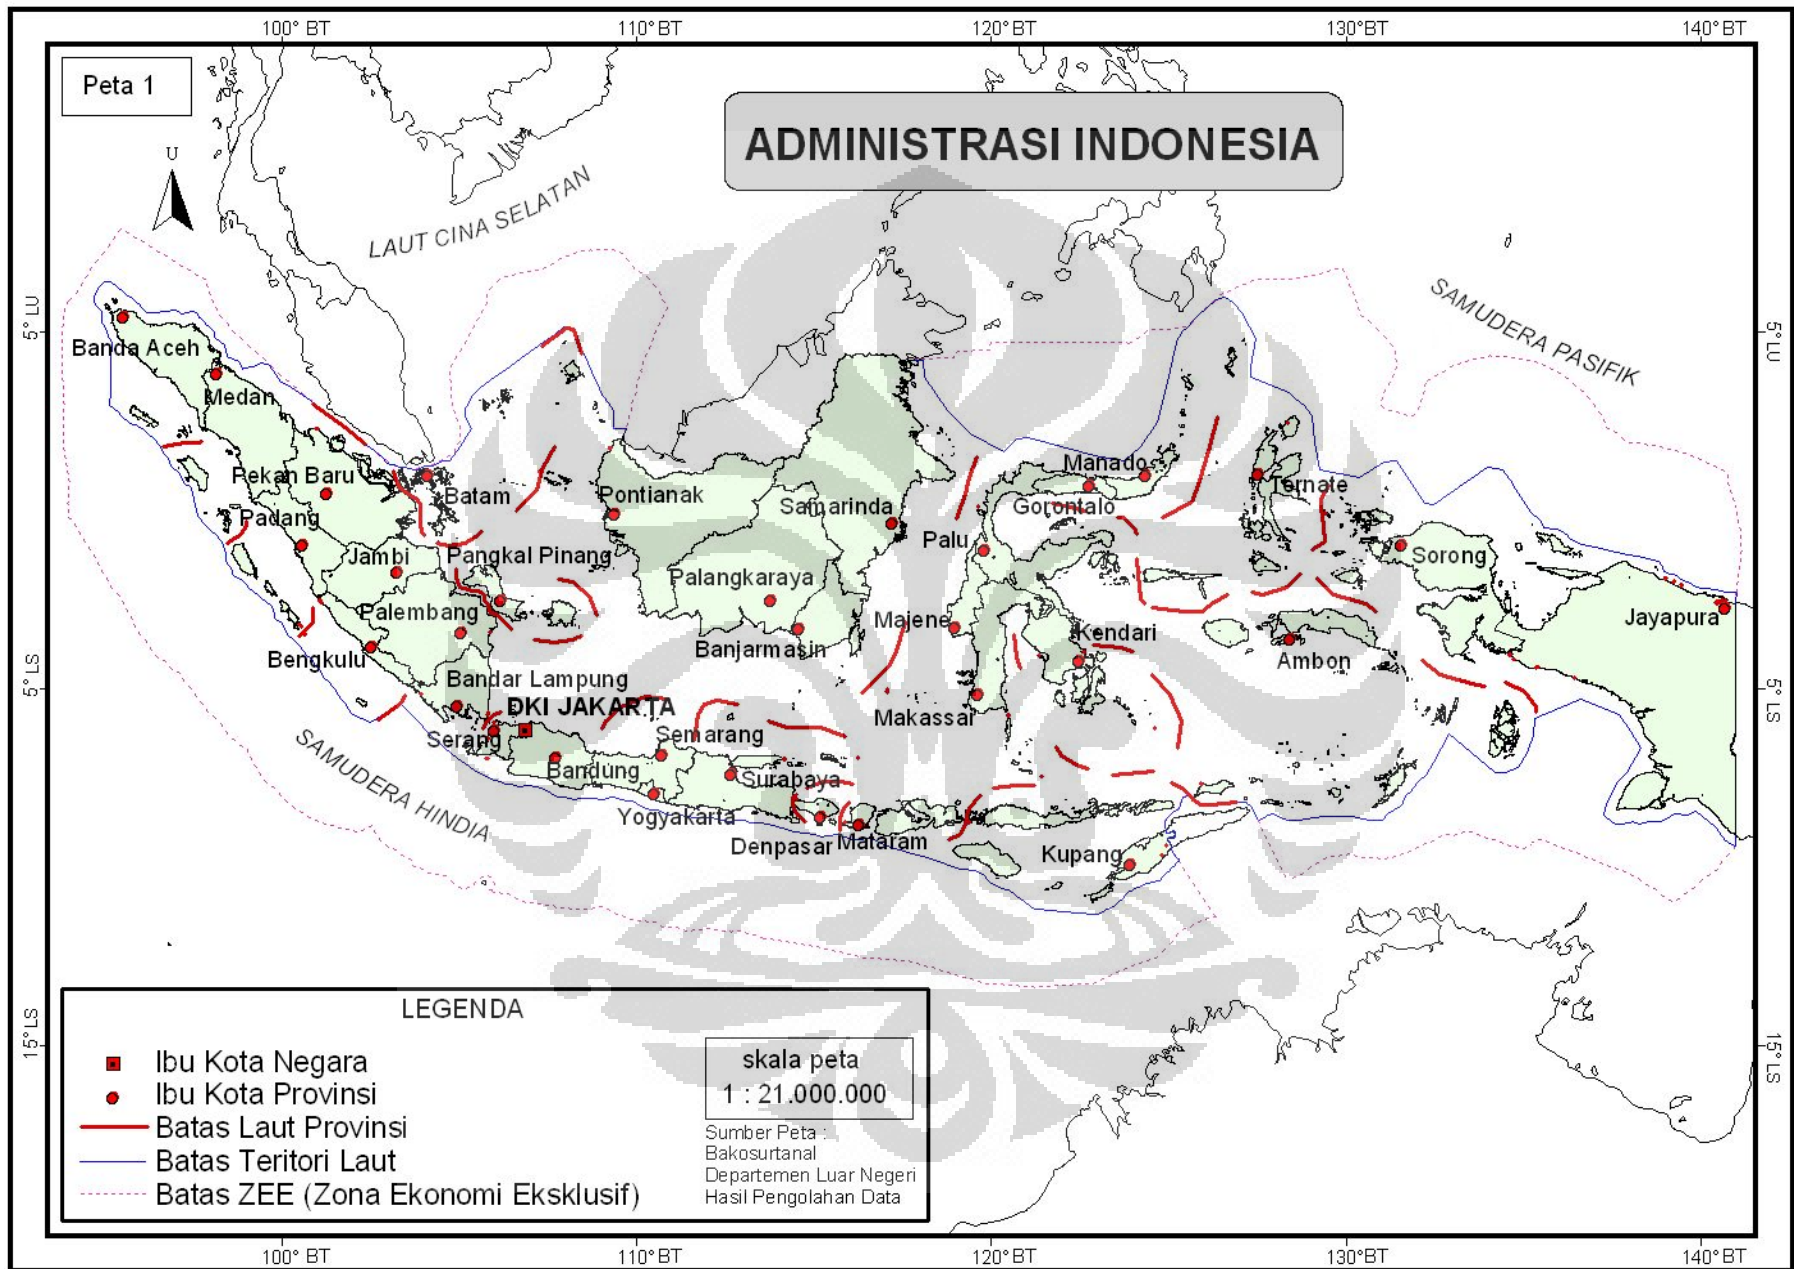 100° BT
110° BT
120° BT
130° BT
140° BT
Peta 1
ADMINISTRASI INDONESIA
U
LAUT CINA SELATAN
SAMUDERA PASIFIK
5° LU
5° LU
Banda Aceh
Medan
Pekan Baru
Batam
Padang
Pontianak
Samarinda
Manado
Gorontalo
Ternate
Palu
Sorong
Jambi
Pangkal Pinang
Palangkaraya
Palembang
Majene
Kendari
Jayapura
Bengkulu
Banjarmasin
Ambon
Bandar Lampung
5° LS
5° LS
DKI JAKARTA
Makassar
Serang
Semarang
SAMUDERA HINDIA
Bandung
Surabaya
Yogyakarta
Denpasar
Mataram
Kupang
LEGENDA
Ibu Kota Negara
Ibu Kota Provinsi
Batas Laut Provinsi
Batas Teritori Laut
Batas ZEE (Zona Ekonomi Eksklusif)
skala peta
1 : 21.000.000
Sumber Peta :
Bakosurtanal
Departemen Luar Negeri
Hasil Pengolahan Data
15° LS
15° LS
100° BT
110° BT
120° BT
130° BT
140° BT